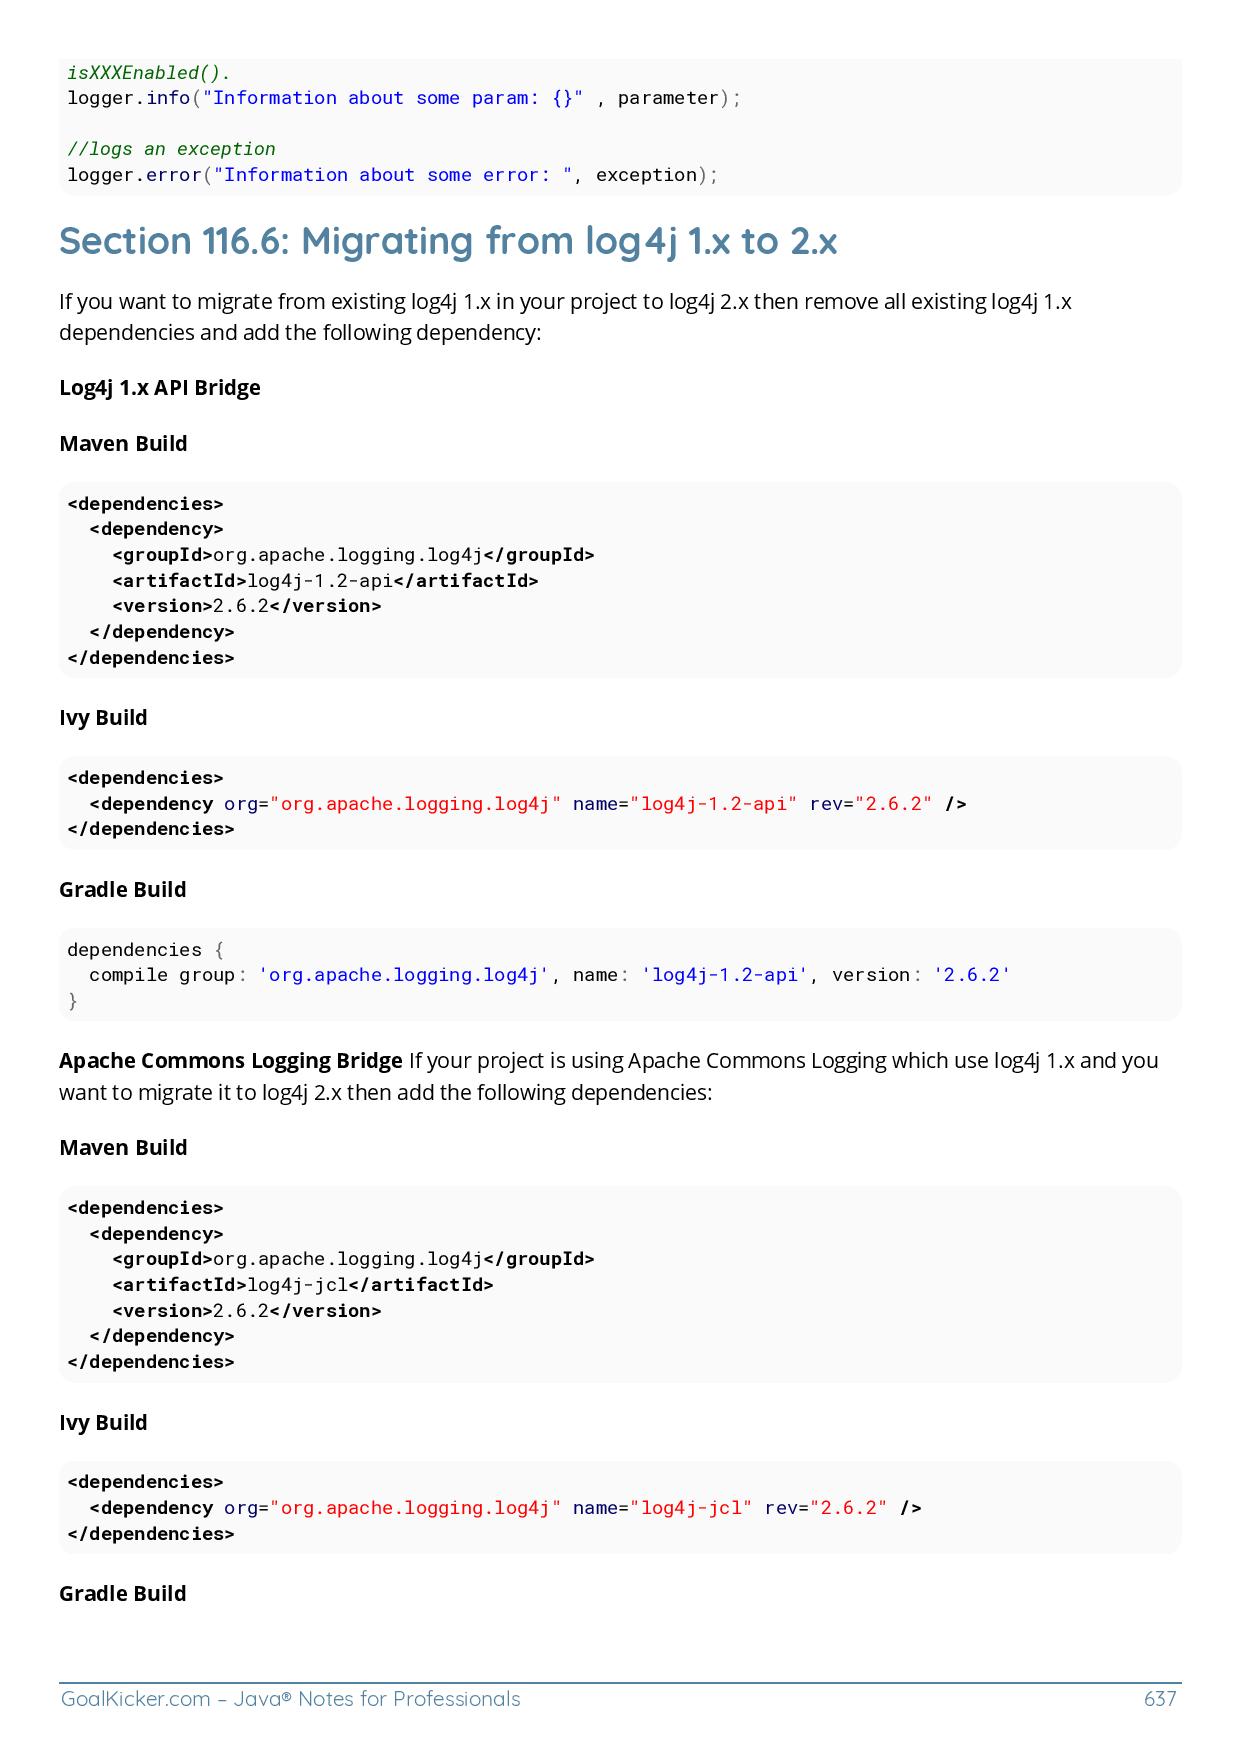 isXXXEnabled().
logger.info("Information about some param: {}" , parameter);

//logs an exception
logger.error("Information about some error: ", exception);
Section 116.6: Migrating from log4j 1.x to 2.x
If you want to migrate from existing log4j 1.x in your project to log4j 2.x then remove all existing log4j 1.x
dependencies and add the following dependency:
Log4j 1.x API Bridge
Maven Build
<dependencies>
  <dependency>
    <groupId>org.apache.logging.log4j</groupId>
    <artifactId>log4j-1.2-api</artifactId>
    <version>2.6.2</version>
  </dependency>
</dependencies>
Ivy Build
<dependencies>
  <dependency org="org.apache.logging.log4j" name="log4j-1.2-api" rev="2.6.2" />
</dependencies>
Gradle Build
dependencies {
  compile group: 'org.apache.logging.log4j', name: 'log4j-1.2-api', version: '2.6.2'
}
Apache Commons Logging Bridge If your project is using Apache Commons Logging which use log4j 1.x and you
want to migrate it to log4j 2.x then add the following dependencies:
Maven Build
<dependencies>
  <dependency>
    <groupId>org.apache.logging.log4j</groupId>
    <artifactId>log4j-jcl</artifactId>
    <version>2.6.2</version>
  </dependency>
</dependencies>
Ivy Build
<dependencies>
  <dependency org="org.apache.logging.log4j" name="log4j-jcl" rev="2.6.2" />
</dependencies>
Gradle Build
GoalKicker.com – Java® Notes for Professionals 637